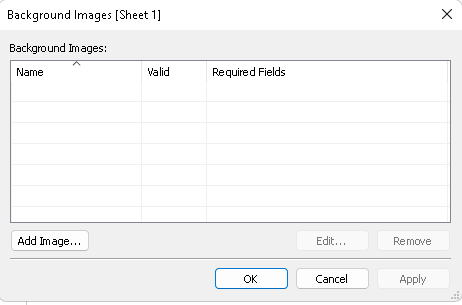 Background Images [Sheet 1]
Background Images:
Name Valid Required Fields
Add Image... Edit... Remove
OK Cancel Apply